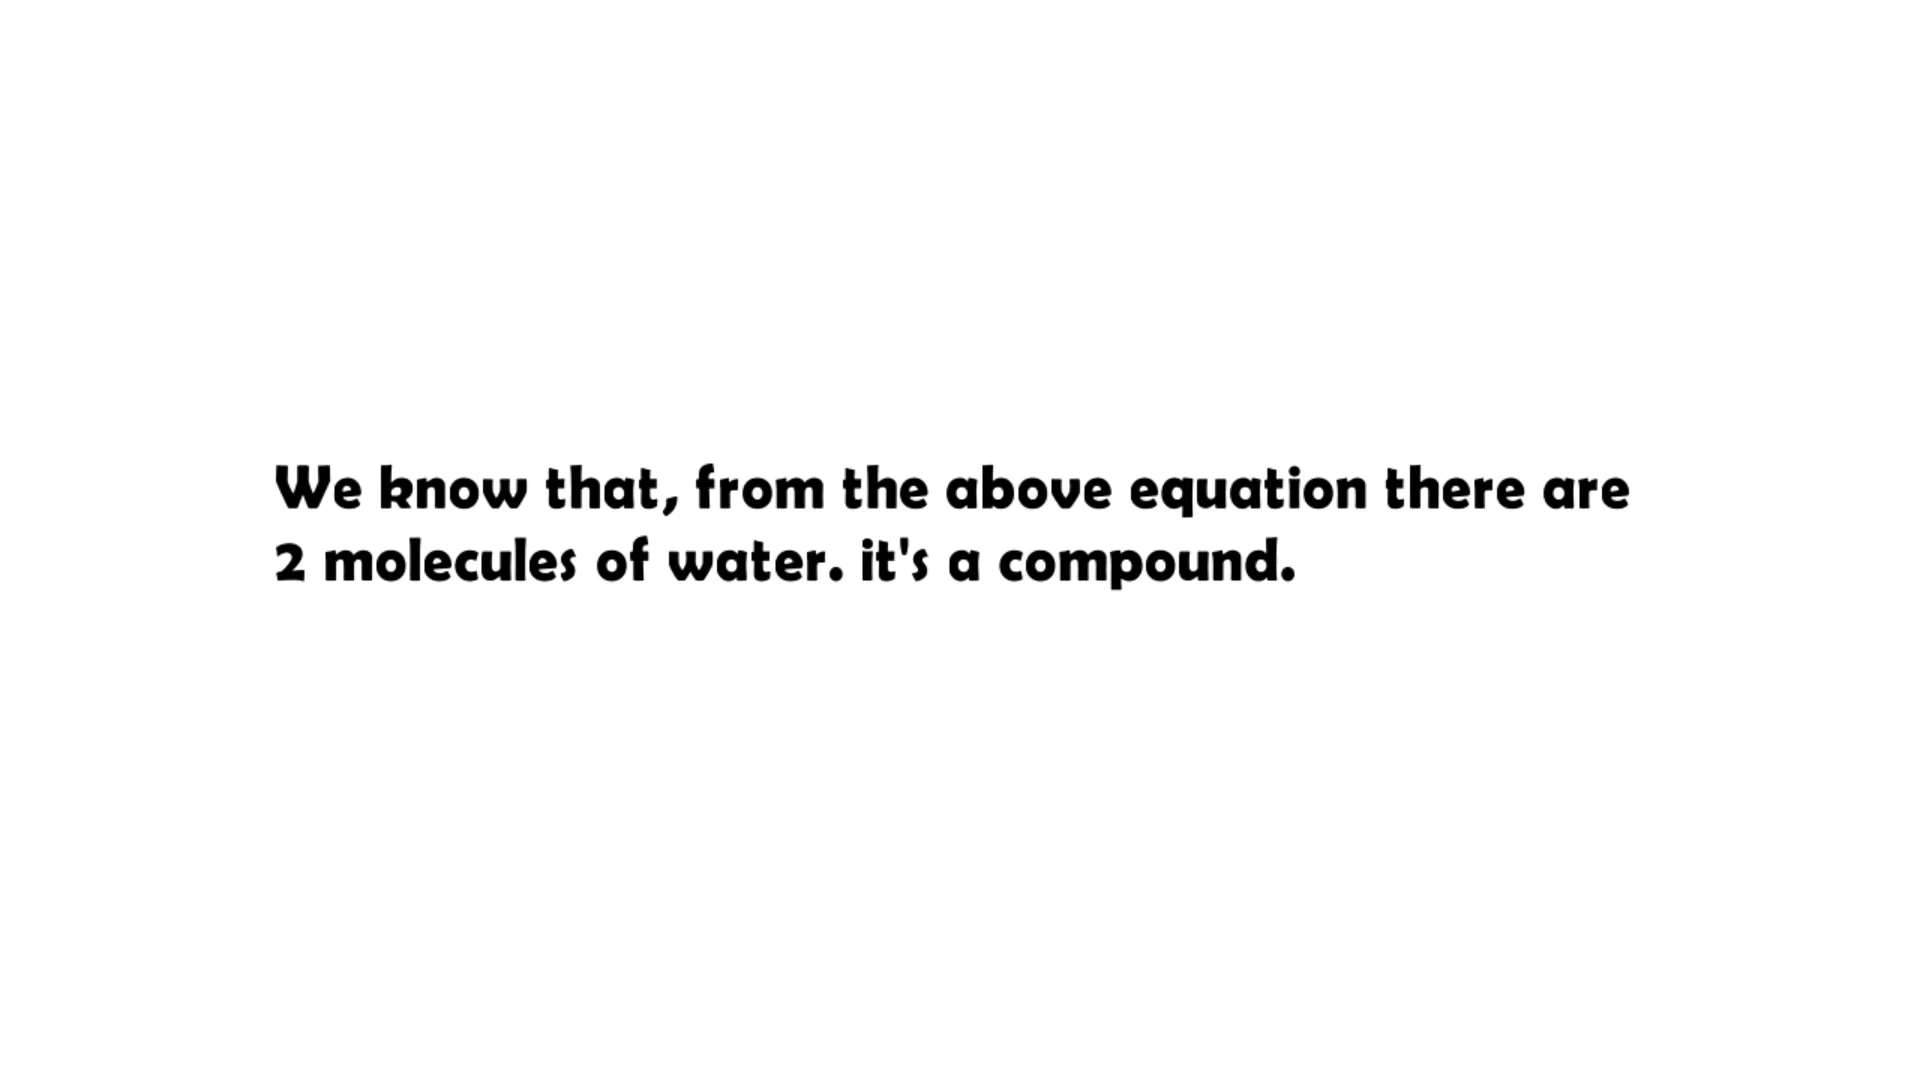 We know that, from the above equation there are
2 molecules of water. it's a compound.